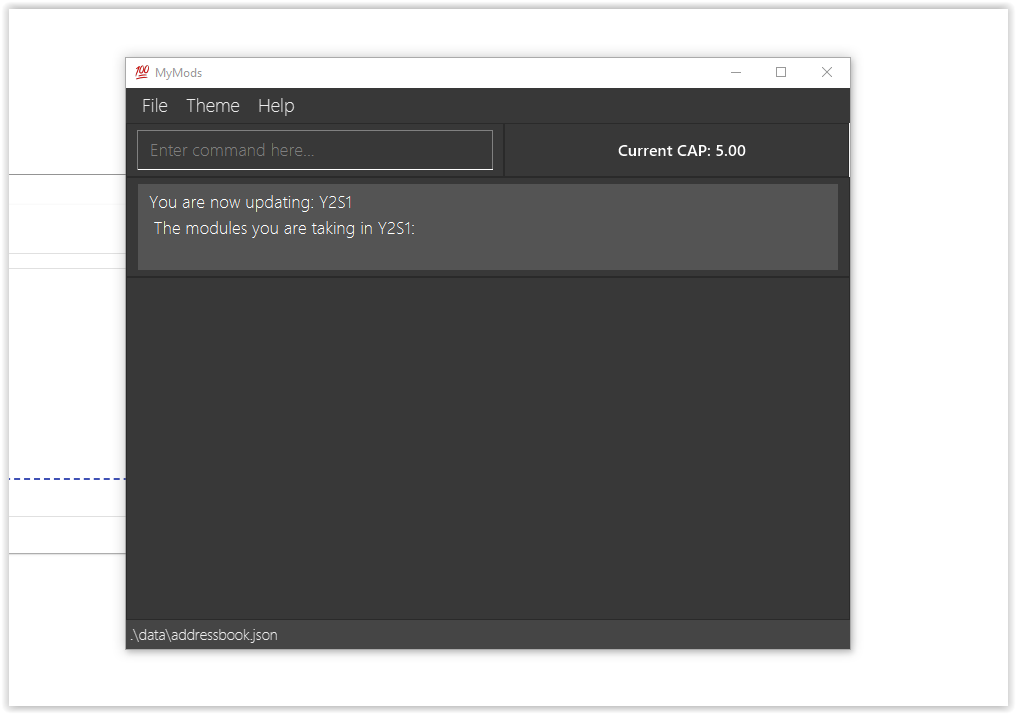 100 MyMods
File Theme Help
Enter command here...
Current CAP: 5.00
You are now updating: Y2S1
The modules you are taking in Y2S1:
.\data\addressbook.json